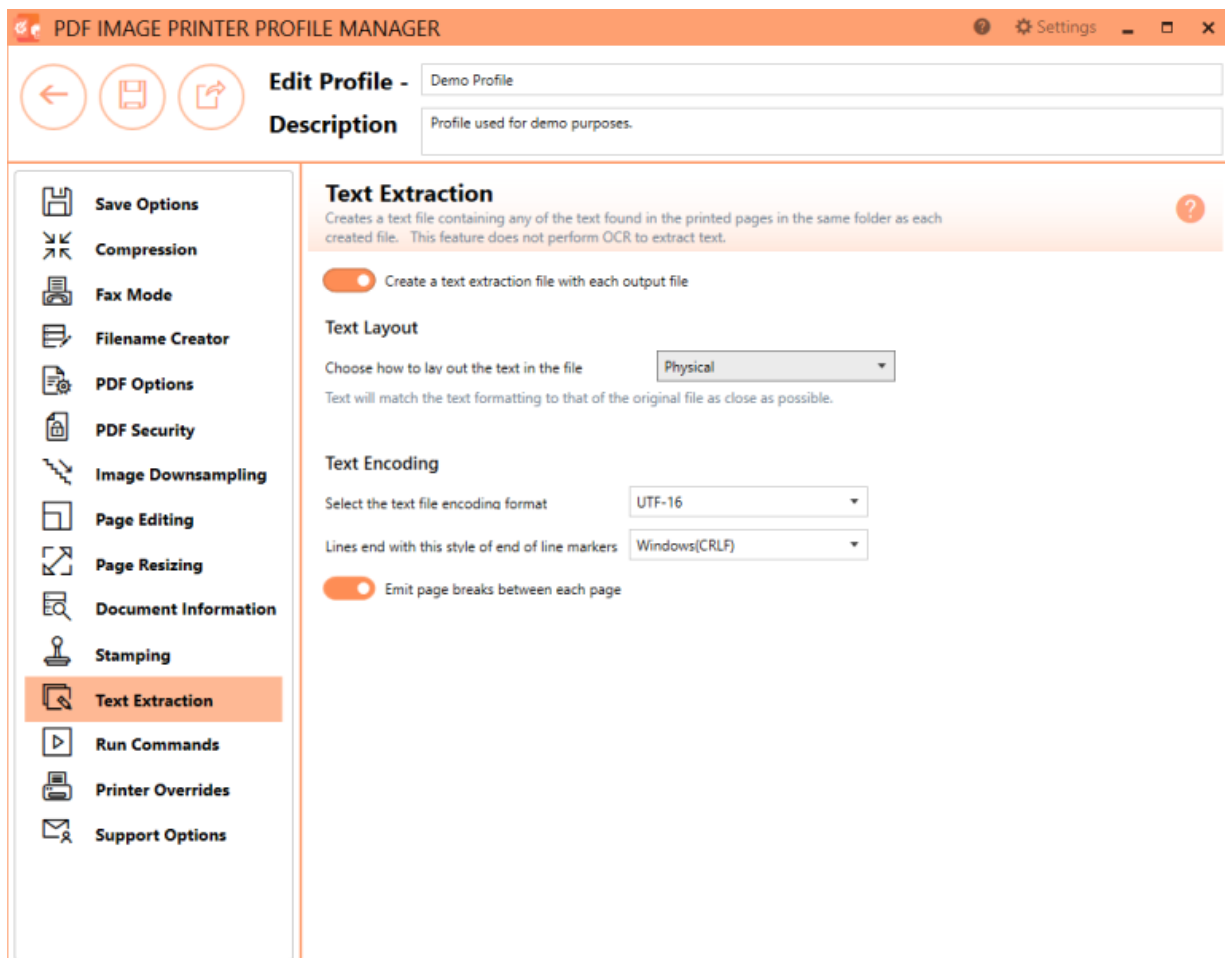 PDF IMAGE PRINTER PROFILE MANAGER
? Settings
Edit Profile - Demo Profile
Description Profile used for demo purposes.
Save Options
Compression
Fax Mode
Filename Creator
PDF Options
PDF Security
Image Downsampling
Page Editing
Page Resizing
Document Information
Stamping
Text Extraction
Run Commands
Printer Overrides
Support Options
Text Extraction
?
Creates a text file containing any of the text found in the printed pages in the same folder as each
created file. This feature does not perform OCR to extract text.
Create a text extraction file with each output file
Text Layout
Choose how to lay out the text in the file Physical
Text will match the text formatting to that of the original file as close as possible.
Text Encoding
Select the text file encoding format UTF-16
Lines end with this style of end of line markers Windows(CRLF)
Emit page breaks between each page